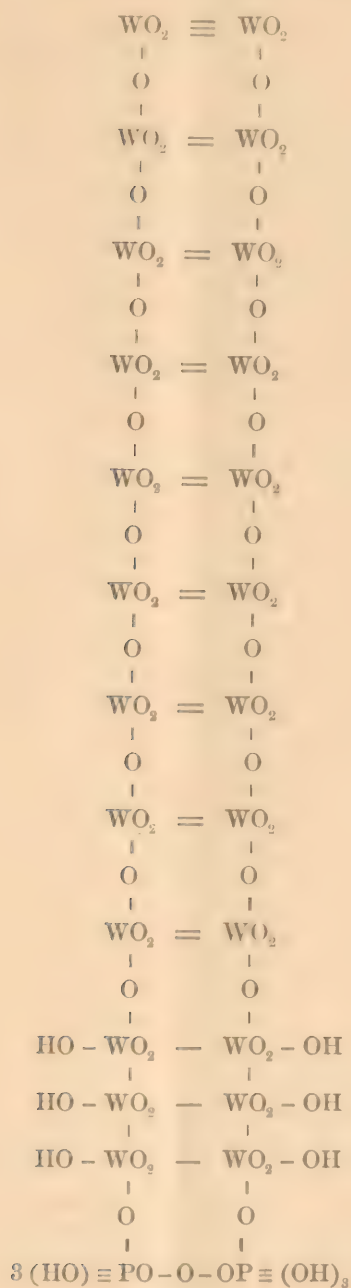 WO₂ ≡ WO₂
| |
O O
| |
WO₂ = WO₂
| |
O O
| |
WO₂ = WO₂
| |
O O
| |
WO₂ = WO₂
| |
O O
| |
WO₂ = WO₂
| |
O O
| |
WO₂ = WO₂
| |
O O
| |
WO₂ = WO₂
| |
O O
| |
WO₂ = WO₂
| |
O O
| |
WO₂ = WO₂
| |
O O
| |
HO – WO₂ — WO₂ – OH
| |
HO – WO₂ — WO₂ – OH
| |
HO – WO₂ — WO₂ – OH
| |
O O
| |
3 (HO) ≡ PO – O – OP ≡ (OH)₃